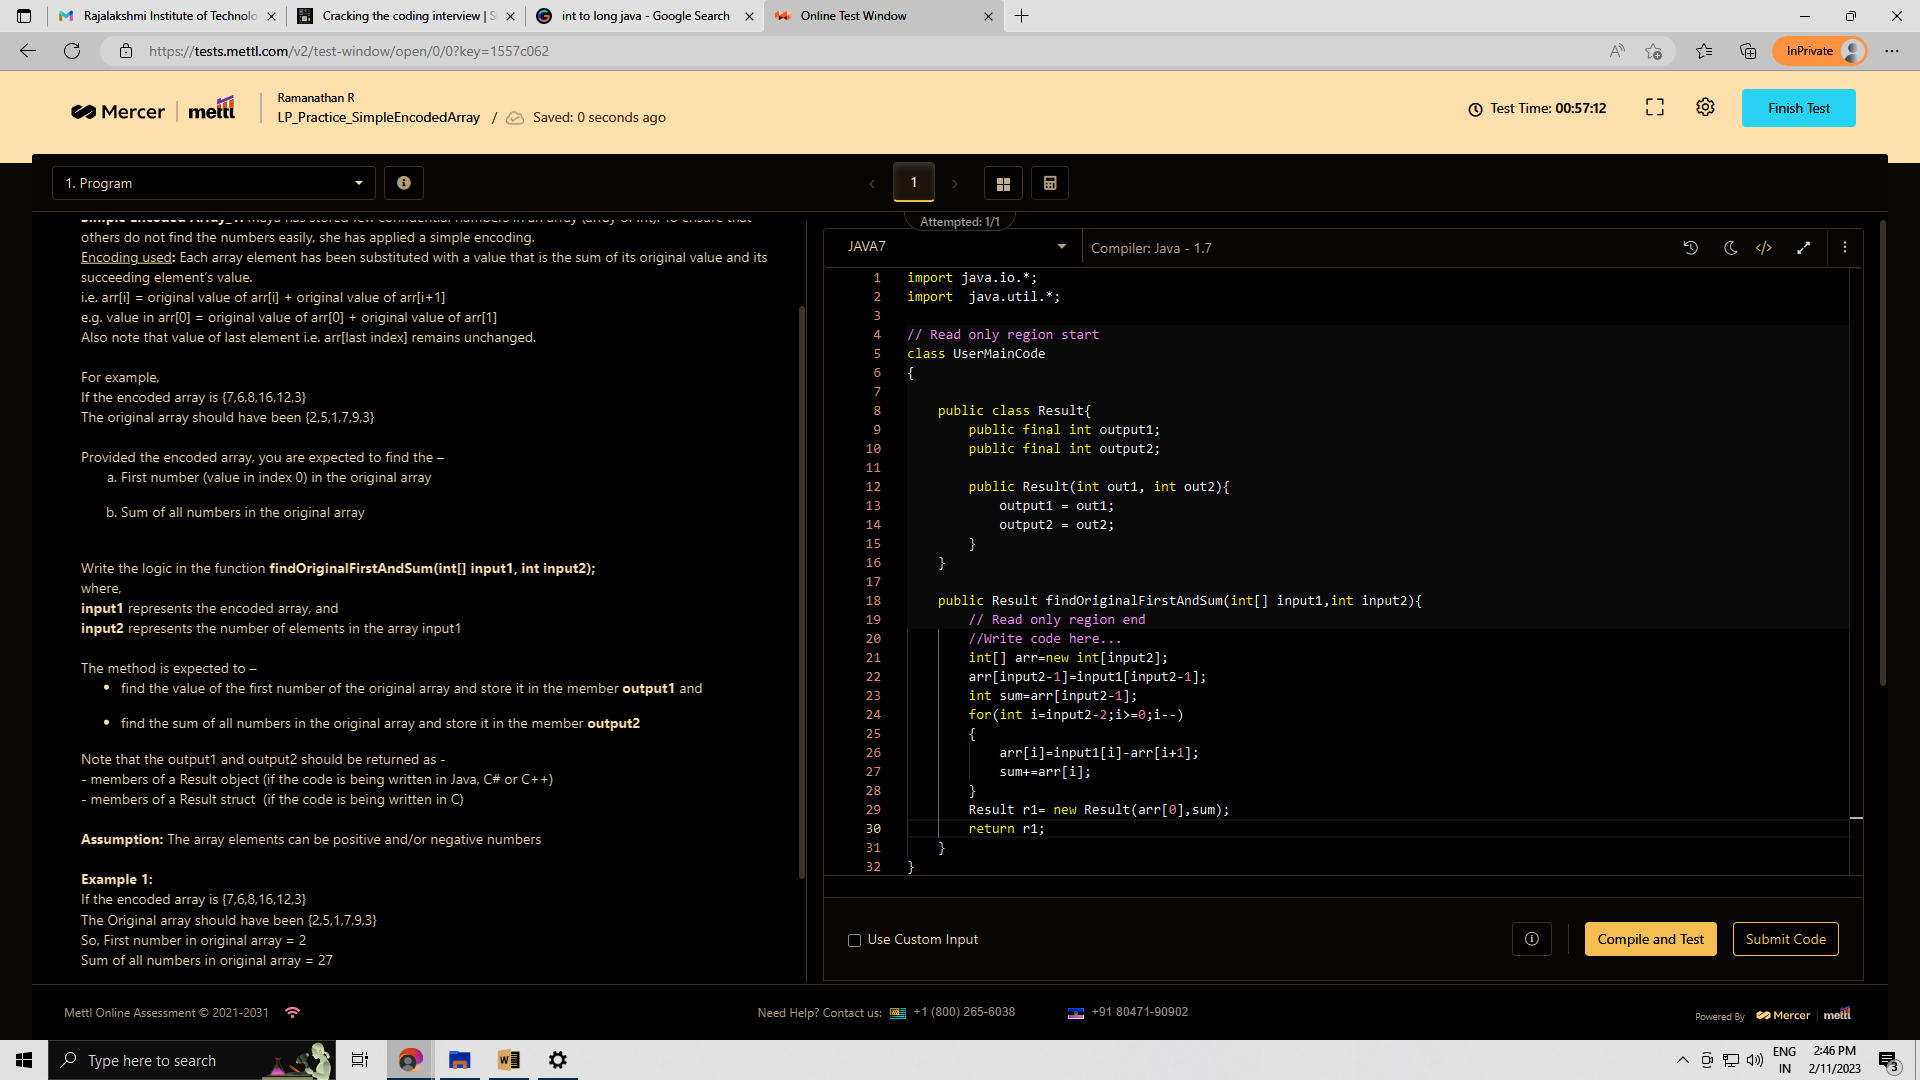 Rajalakshmi Institute of Technolo
Cracking the coding interview | S
int to long java - Google Search
Online Test Window
https://tests.mettl.com/v2/test-window/open/0/0?key=1557c062
InPrivate
Mercer | mettl
Ramanathan R
LP_Practice_SimpleEncodedArray / Saved: 0 seconds ago
Test Time: 00:57:12
Finish Test
1. Program
1
Attempted: 1/1
others do not find the numbers easily, she has applied a simple encoding.
Encoding used: Each array element has been substituted with a value that is the sum of its original value and its
succeeding element's value.
i.e. arr[i] = original value of arr[i] + original value of arr[i+1]
e.g. value in arr[0] = original value of arr[0] + original value of arr[1]
Also note that value of last element i.e. arr[last index] remains unchanged.
For example,
If the encoded array is {7,6,8,16,12,3}
The original array should have been {2,5,1,7,9,3}
Provided the encoded array, you are expected to find the –
a. First number (value in index 0) in the original array
b. Sum of all numbers in the original array
Write the logic in the function findOriginalFirstAndSum(int[] input1, int input2);
where,
input1 represents the encoded array, and
input2 represents the number of elements in the array input1
The method is expected to –
• find the value of the first number of the original array and store it in the member output1 and
• find the sum of all numbers in the original array and store it in the member output2
Note that the output1 and output2 should be returned as -
- members of a Result object (if the code is being written in Java, C# or C++)
- members of a Result struct  (if the code is being written in C)
Assumption: The array elements can be positive and/or negative numbers
Example 1:
If the encoded array is {7,6,8,16,12,3}
The Original array should have been {2,5,1,7,9,3}
So, First number in original array = 2
Sum of all numbers in original array = 27
JAVA7
Compiler: Java - 1.7
1 import java.io.*;
2 import  java.util.*;
3
4 // Read only region start
5 class UserMainCode
6 {
7
8     public class Result{
9         public final int output1;
10         public final int output2;
11
12         public Result(int out1, int out2){
13             output1 = out1;
14             output2 = out2;
15         }
16     }
17
18     public Result findOriginalFirstAndSum(int[] input1,int input2){
19         // Read only region end
20         //Write code here...
21         int[] arr=new int[input2];
22         arr[input2-1]=input1[input2-1];
23         int sum=arr[input2-1];
24         for(int i=input2-2;i>=0;i--)
25         {
26             arr[i]=input1[i]-arr[i+1];
27             sum+=arr[i];
28         }
29         Result r1= new Result(arr[0],sum);
30         return r1;
31     }
32 }
Use Custom Input
Compile and Test
Submit Code
Mettl Online Assessment © 2021-2031
Need Help? Contact us: +1 (800) 265-6038 +91 80471-90902
Powered By Mercer | mettl
Type here to search
ENG
IN
2:46 PM
2/11/2023
3